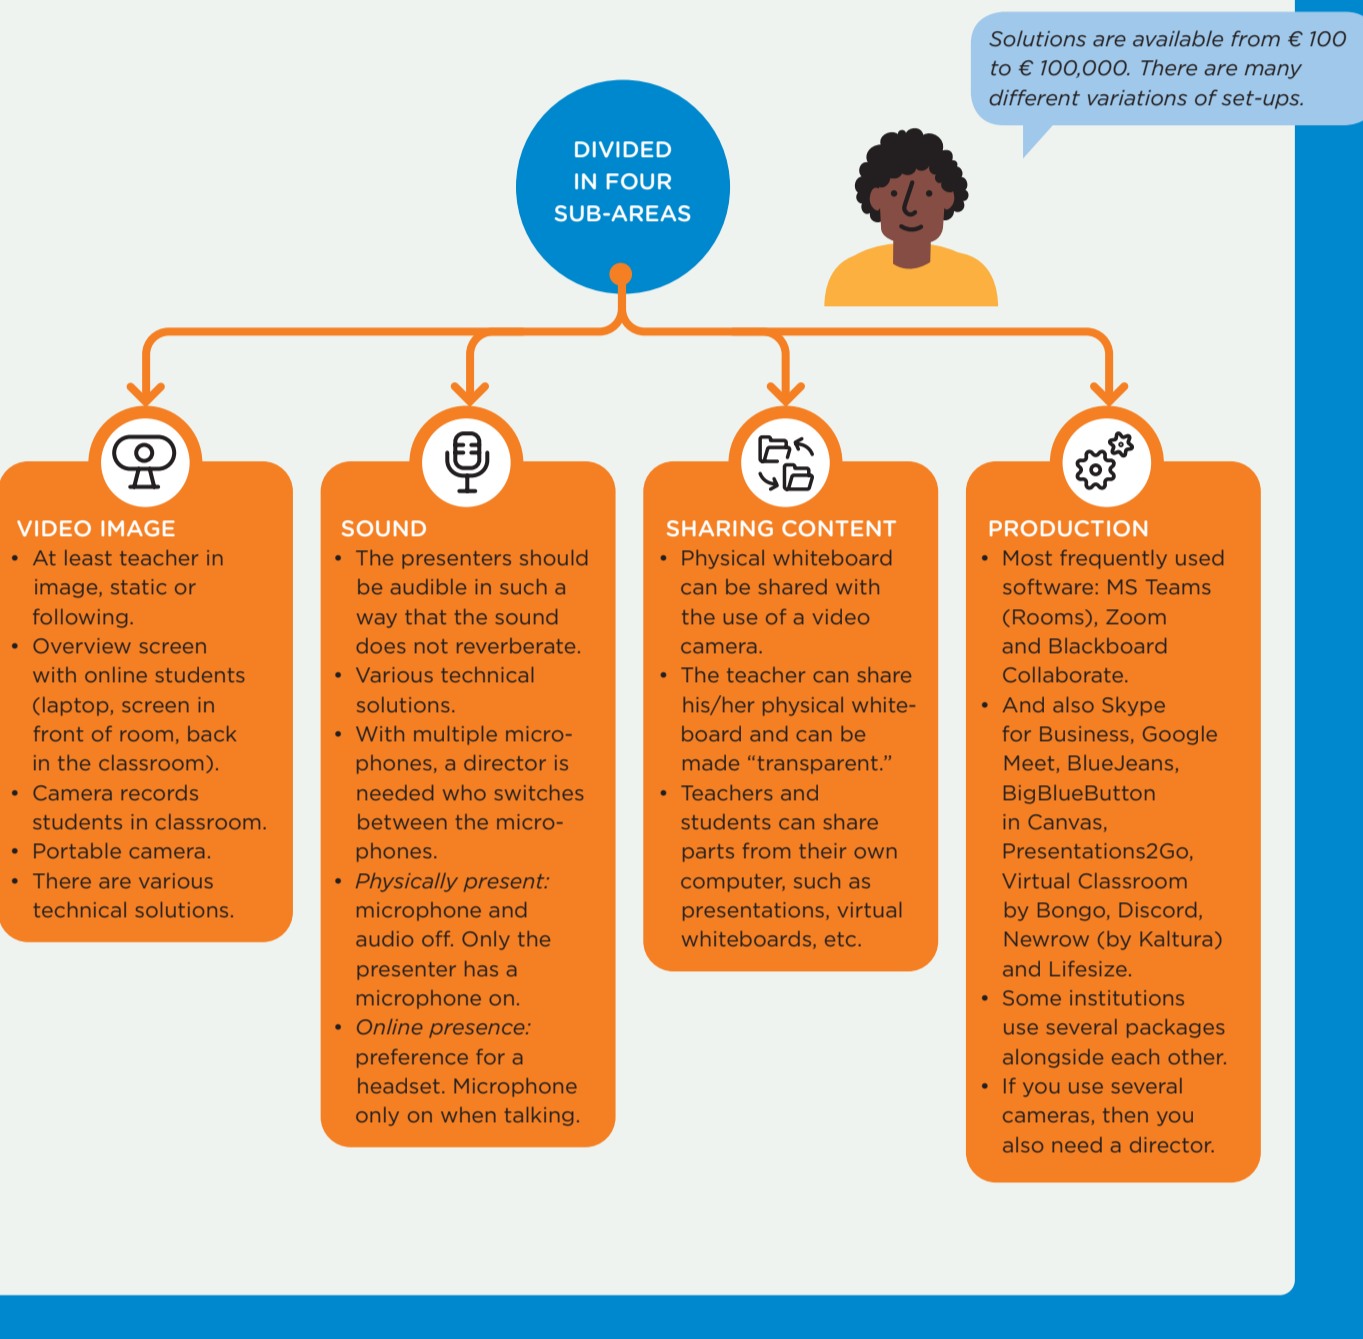 Solutions are available from € 100
to € 100,000. There are many
different variations of set-ups.
DIVIDED
IN FOUR
SUB-AREAS
VIDEO IMAGE
• At least teacher in
image, static or
following.
• Overview screen
with online students
(laptop, screen in
front of room, back
in the classroom).
• Camera records
students in classroom.
• Portable camera.
• There are various
technical solutions.
SOUND
• The presenters should
be audible in such a
way that the sound
does not reverberate.
• Various technical
solutions.
• With multiple micro-
phones, a director is
needed who switches
between the micro-
phones.
• Physically present:
microphone and
audio off. Only the
presenter has a
microphone on.
• Online presence:
preference for a
headset. Microphone
only on when talking.
SHARING CONTENT
• Physical whiteboard
can be shared with
the use of a video
camera.
• The teacher can share
his/her physical white-
board and can be
made “transparent.”
• Teachers and
students can share
parts from their own
computer, such as
presentations, virtual
whiteboards, etc.
PRODUCTION
• Most frequently used
software: MS Teams
(Rooms), Zoom
and Blackboard
Collaborate.
• And also Skype
for Business, Google
Meet, BlueJeans,
BigBlueButton
in Canvas,
Presentations2Go,
Virtual Classroom
by Bongo, Discord,
Newrow (by Kaltura)
and Lifesize.
• Some institutions
use several packages
alongside each other.
• If you use several
cameras, then you
also need a director.